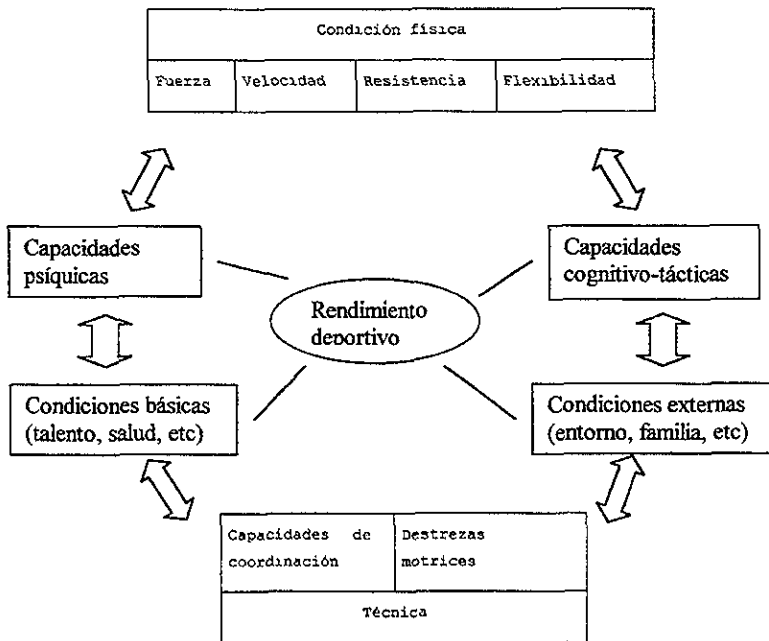 Condición física
Fuerza Velocidad Resistencia Flexibilidad
Capacidades
psíquicas
Capacidades
cognitivo-tácticas
Rendimiento
deportivo
Condiciones básicas
(talento, salud, etc)
Condiciones externas
(entorno, familia, etc)
Capacidades de
coordinación
Destrezas
motrices
Técnica